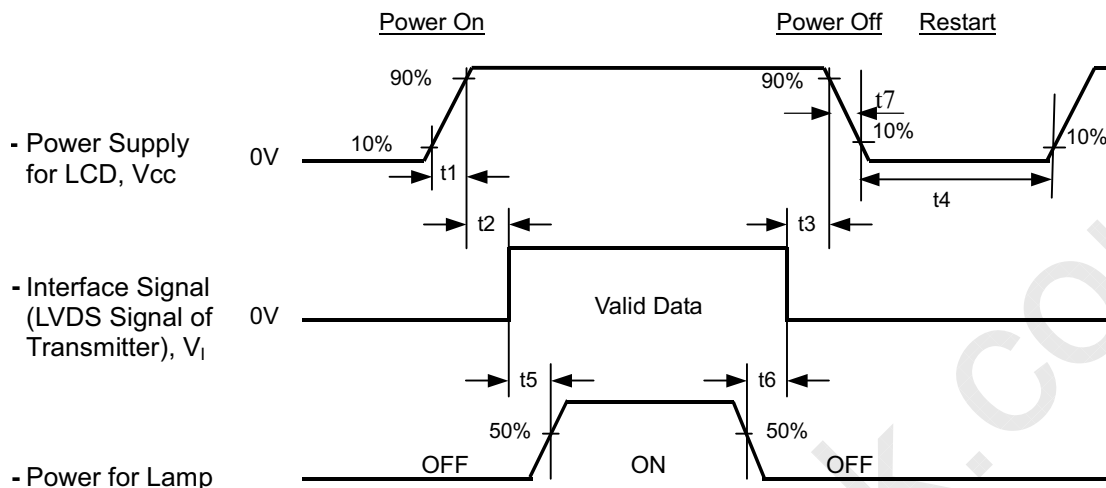 Power On Power Off Restart
90% 90% t7
- Power Supply for LCD, Vcc
0V 10% 10% 10%
t1 t4
t2 t3
- Interface Signal (LVDS Signal of Transmitter), VI
0V Valid Data
t5 t6
50% 50%
- Power for Lamp OFF ON OFF